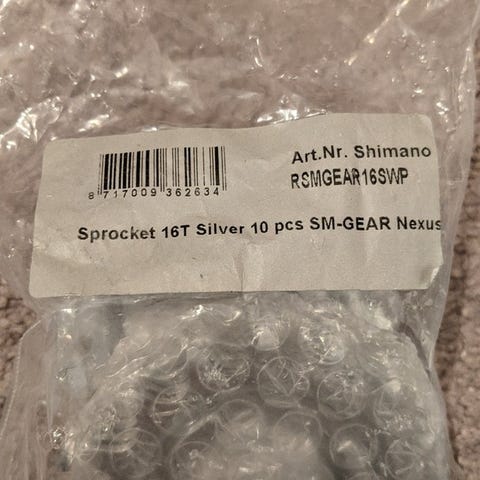 Art.Nr. Shimano
RSMGEAR16SWP
8 717009 362634
Sprocket 16T Silver 10 pcs SM-GEAR Nexus